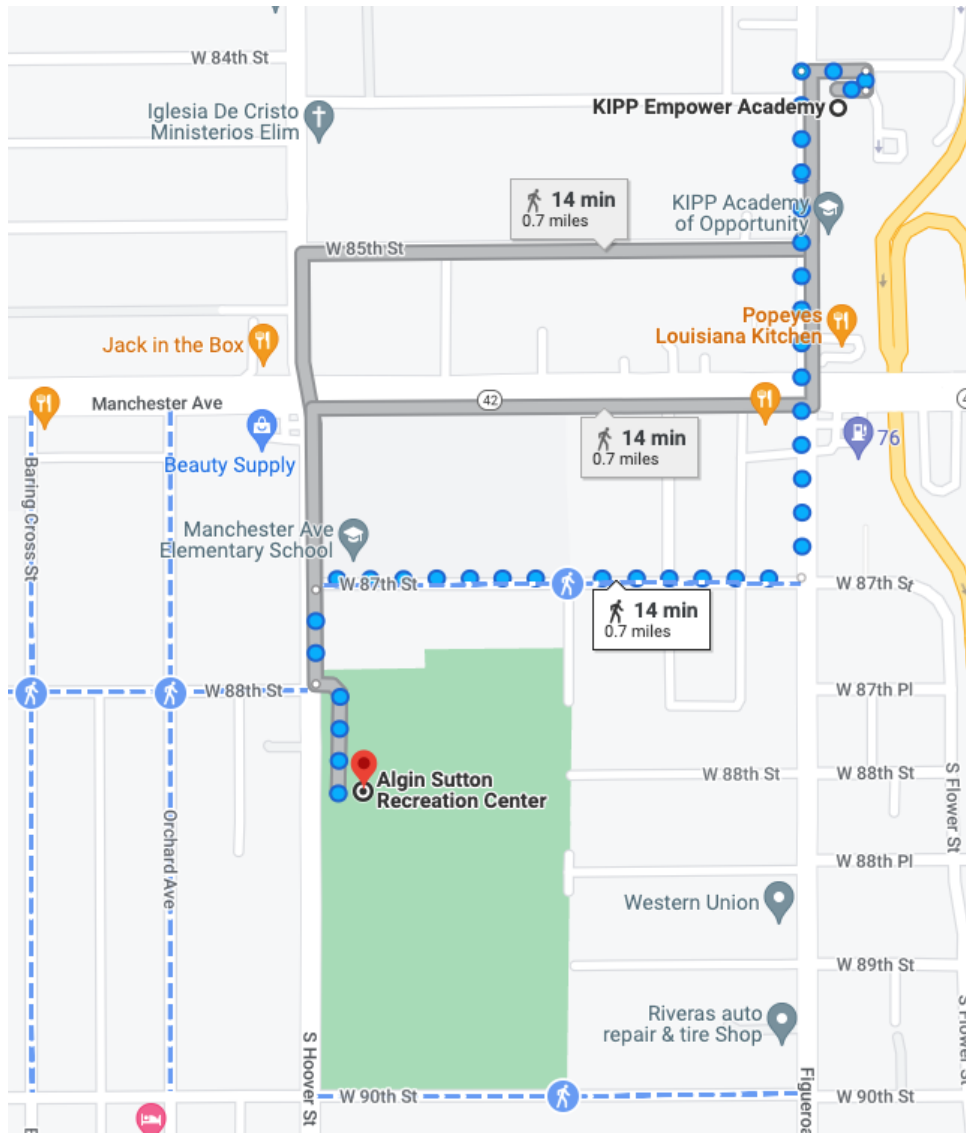 W 84th St
Iglesia De Cristo
Ministerios Elim
KIPP Empower Academy
14 min
0.7 miles
KIPP Academy
of Opportunity
W 85th St
Popeyes
Louisiana Kitchen
Jack in the Box
Manchester Ave
42
4
14 min
0.7 miles
76
Beauty Supply
Baring Cross St
Manchester Ave
Elementary School
W 87th St
W 87th St
14 min
0.7 miles
W 88th St
W 87th Pl
Algin Sutton
Recreation Center
W 88th St
W 88th St
S Flower St
Orchard Ave
W 88th Pl
Western Union
W 89th St
S Flower St
Riveras auto
repair & tire Shop
S Hoover St
Figueroa
W 90th St
W 90th St